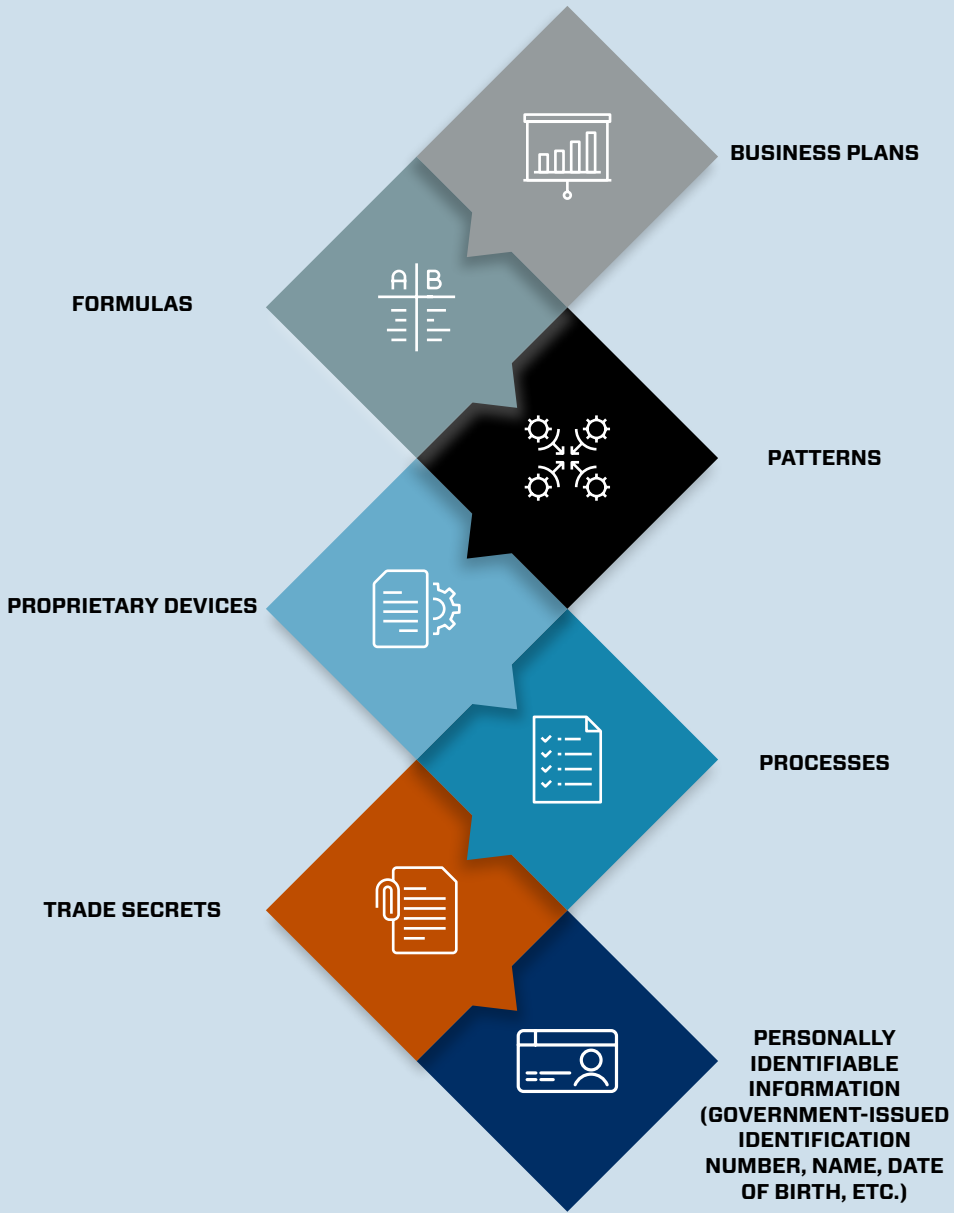 BUSINESS PLANS
A B
FORMULAS
PATTERNS
PROPRIETARY DEVICES
PROCESSES
TRADE SECRETS
PERSONALLY
IDENTIFIABLE
INFORMATION
(GOVERNMENT-ISSUED
IDENTIFICATION
NUMBER, NAME, DATE
OF BIRTH, ETC.)